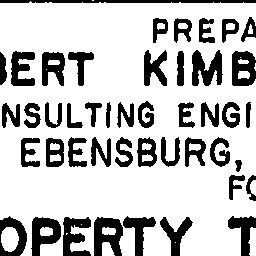 PREPA
BERT KIMB
NSULTING ENGI
EBENSBURG,
FO
OPERTY T